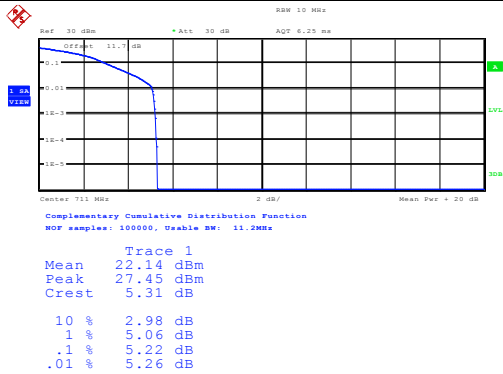 RBW 10 MHz
Ref 30 dBm * Att 30 dB AQT 6.25 ms
Offset 11.7 dB
0.1
A
0.01
1 SA
VIEW
1E-3
LVL
1E-4
1E-5
3DB
Center 711 MHz 2 dB/ Mean Pwr + 20 dB
Complementary Cumulative Distribution Function
NOF samples: 100000, Usable BW: 11.2MHz
Trace 1
Mean 22.14 dBm
Peak 27.45 dBm
Crest 5.31 dB
10 % 2.98 dB
1 % 5.06 dB
.1 % 5.22 dB
.01 % 5.26 dB